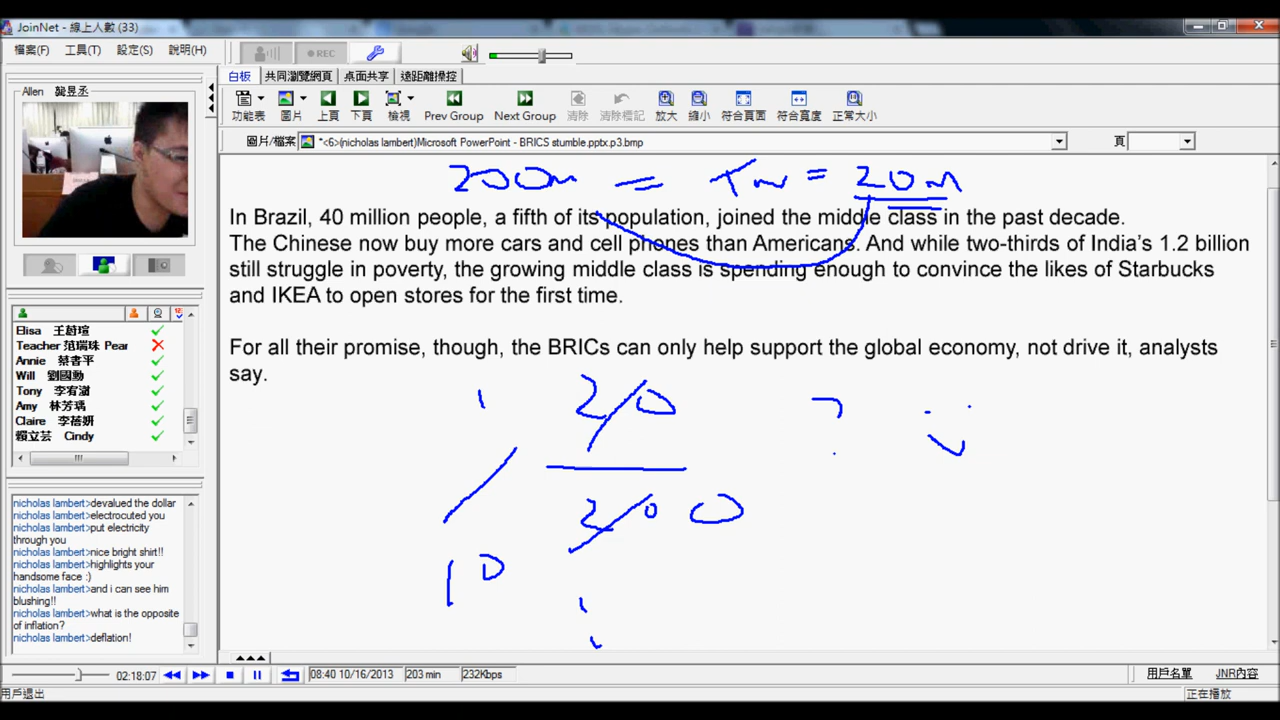 JoinNet - 線上人數 (33)
檔案(F) 工具(T) 設定(S) 說明(H)
REC
Allen 龔昱丞
白板 共同瀏覽網頁 桌面共享 遠距離操控
功能表 圖片 上頁 下頁 檢視 Prev Group Next Group 清除 清除標記 放大 縮小 符合頁面 符合寬度 正常大小
圖片/檔案 *<6>(nicholas lambert)Microsoft PowerPoint - BRICS stumble.pptx.p3.bmp 頁
200m = Tw = 20m
In Brazil, 40 million people, a fifth of its population, joined the middle class in the past decade.
The Chinese now buy more cars and cell phones than Americans. And while two-thirds of India’s 1.2 billion
still struggle in poverty, the growing middle class is spending enough to convince the likes of Starbucks
and IKEA to open stores for the first time.
For all their promise, though, the BRICs can only help support the global economy, not drive it, analysts
say.
1 20 ?
200
10
Elisa
Teacher 范瑞珠 Pear
Annie 蔡書平
Will 劉國勳
Tony
Amy 林芳瑀
Claire 李蓓妍
賴立芸 Cindy
nicholas lambert>devalued the dollar
nicholas lambert>electrocuted you
nicholas lambert>put electricity
through you
nicholas lambert>nice bright shirt!!
nicholas lambert>highlights your
handsome face :)
nicholas lambert>and i can see him
blushing!!
nicholas lambert>what is the opposite
of inflation?
nicholas lambert>deflation!
02:18:07 08:40 10/16/2013 203 min 232Kbps 用戶名單 JNR內容
用戶退出 正在播放